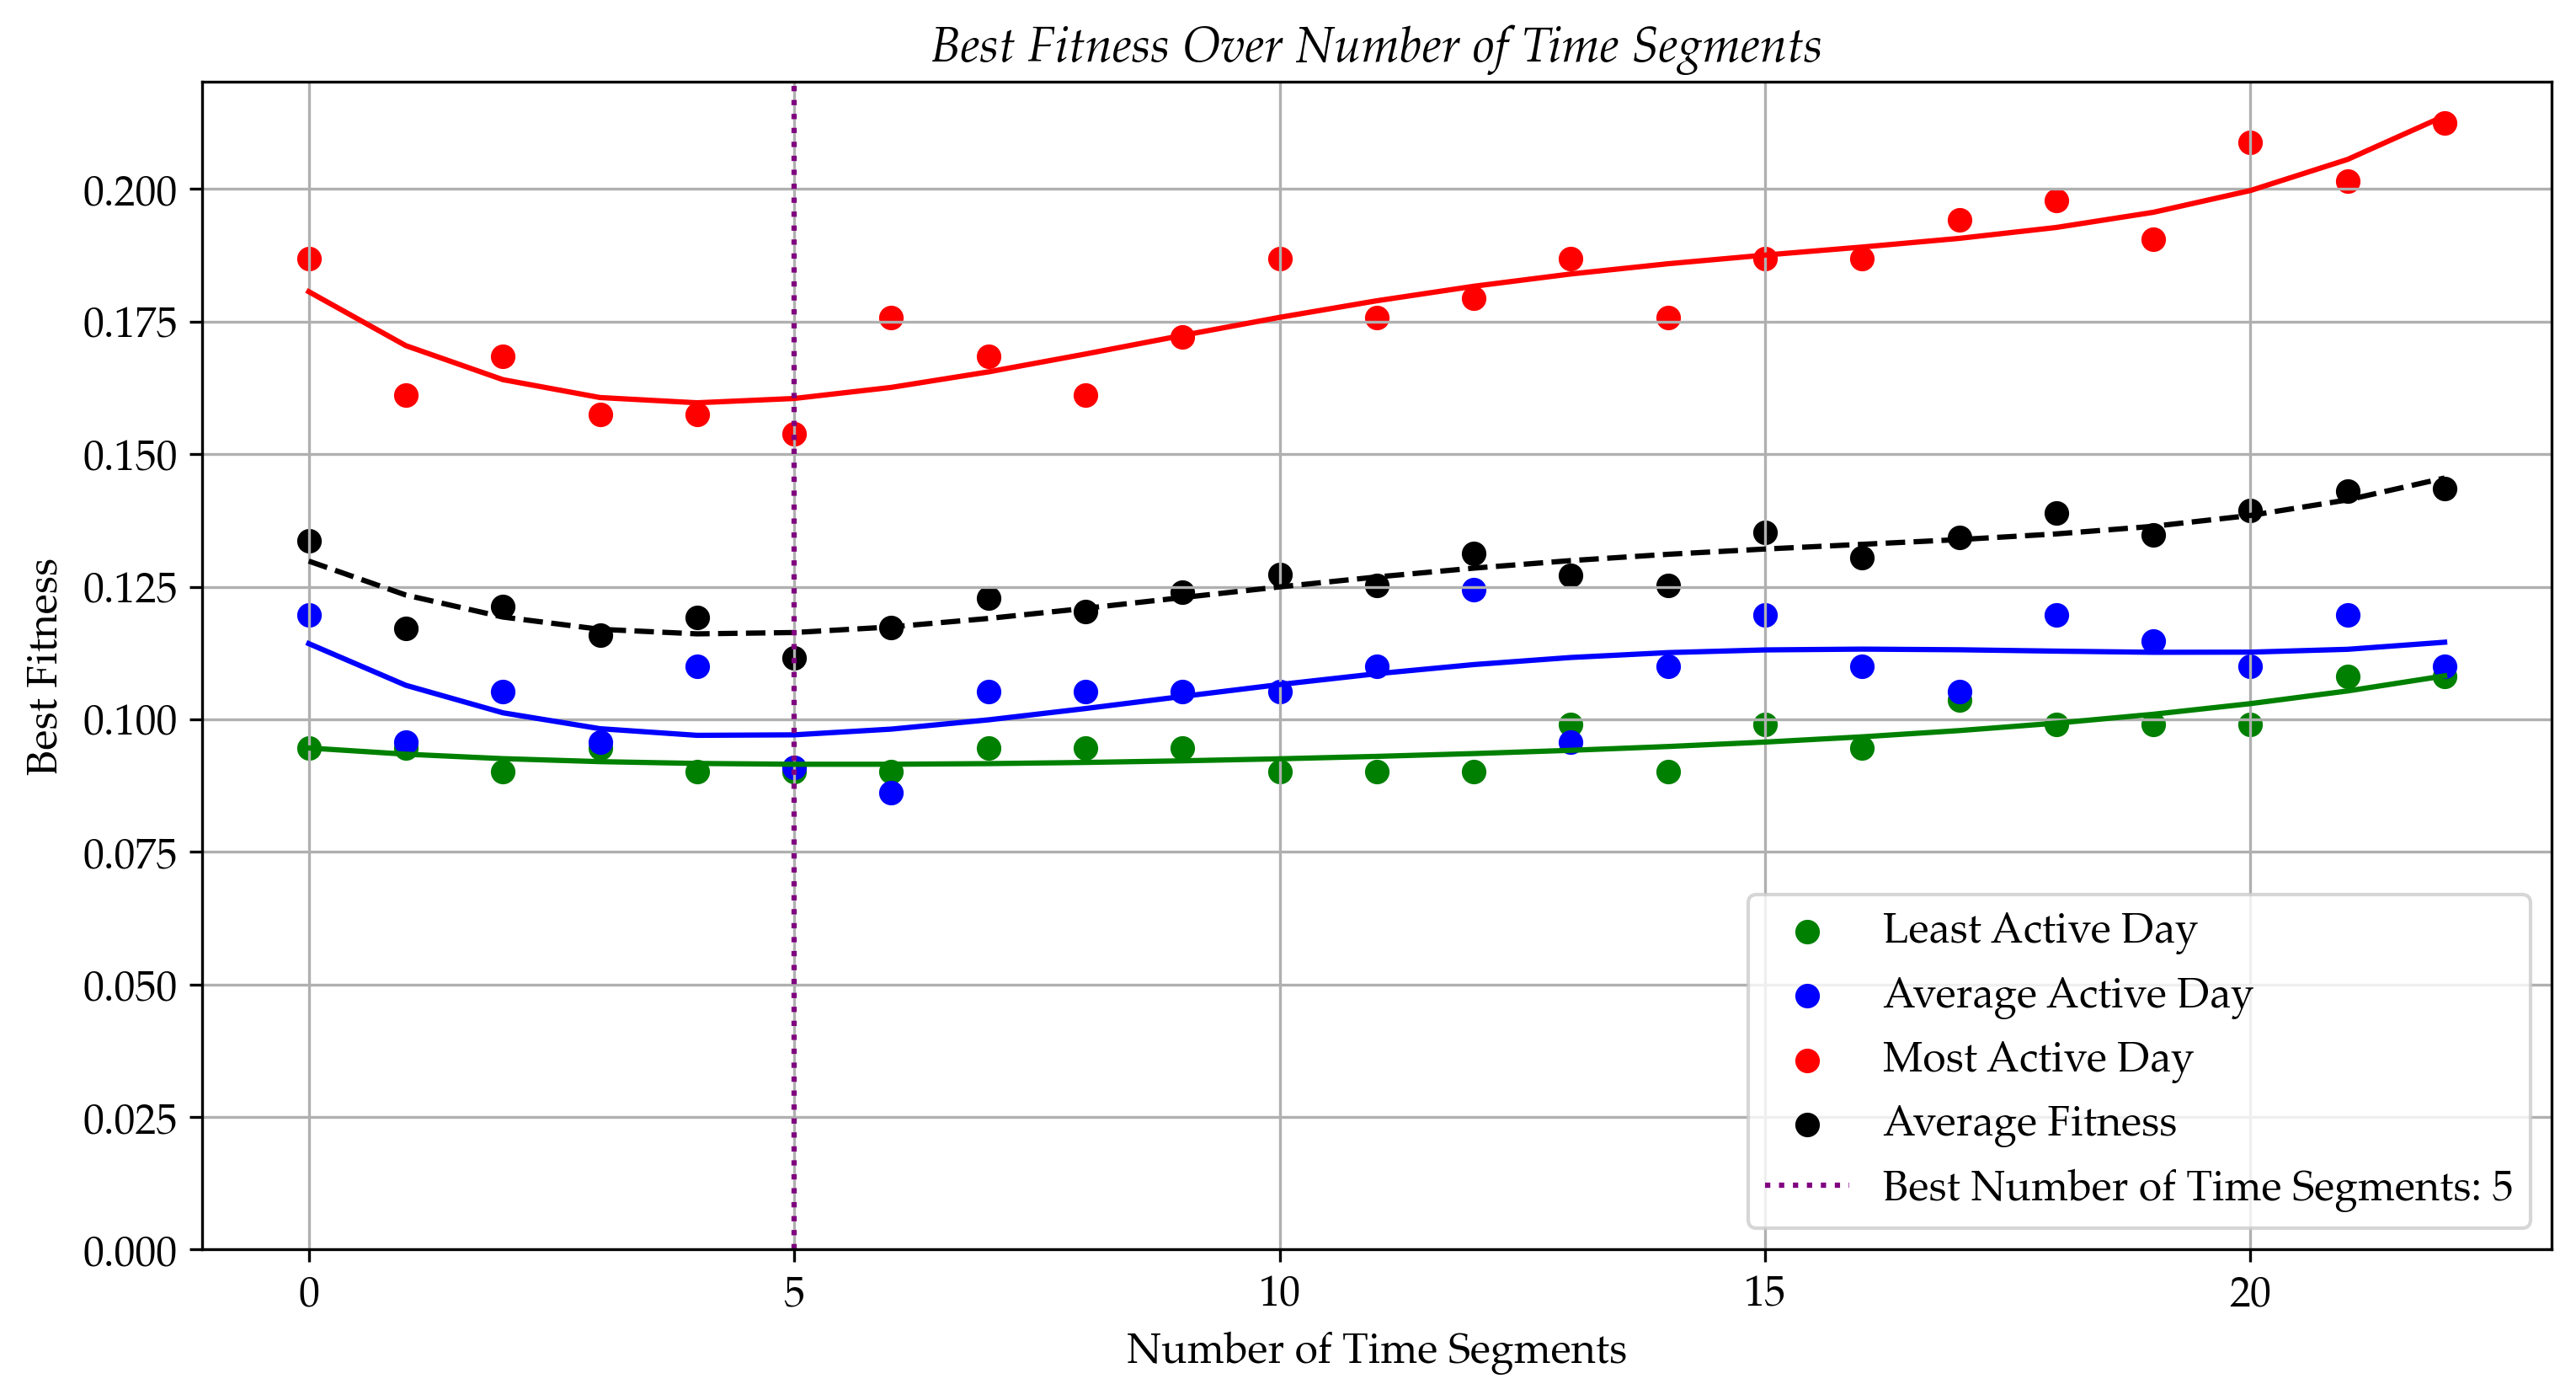 Best Fitness Over Number of Time Segments
Best Fitness
0.200
0.175
0.150
0.125
0.100
0.075
0.050
0.025
0.000
0 5 10 15 20
Number of Time Segments
Least Active Day
Average Active Day
Most Active Day
Average Fitness
Best Number of Time Segments: 5